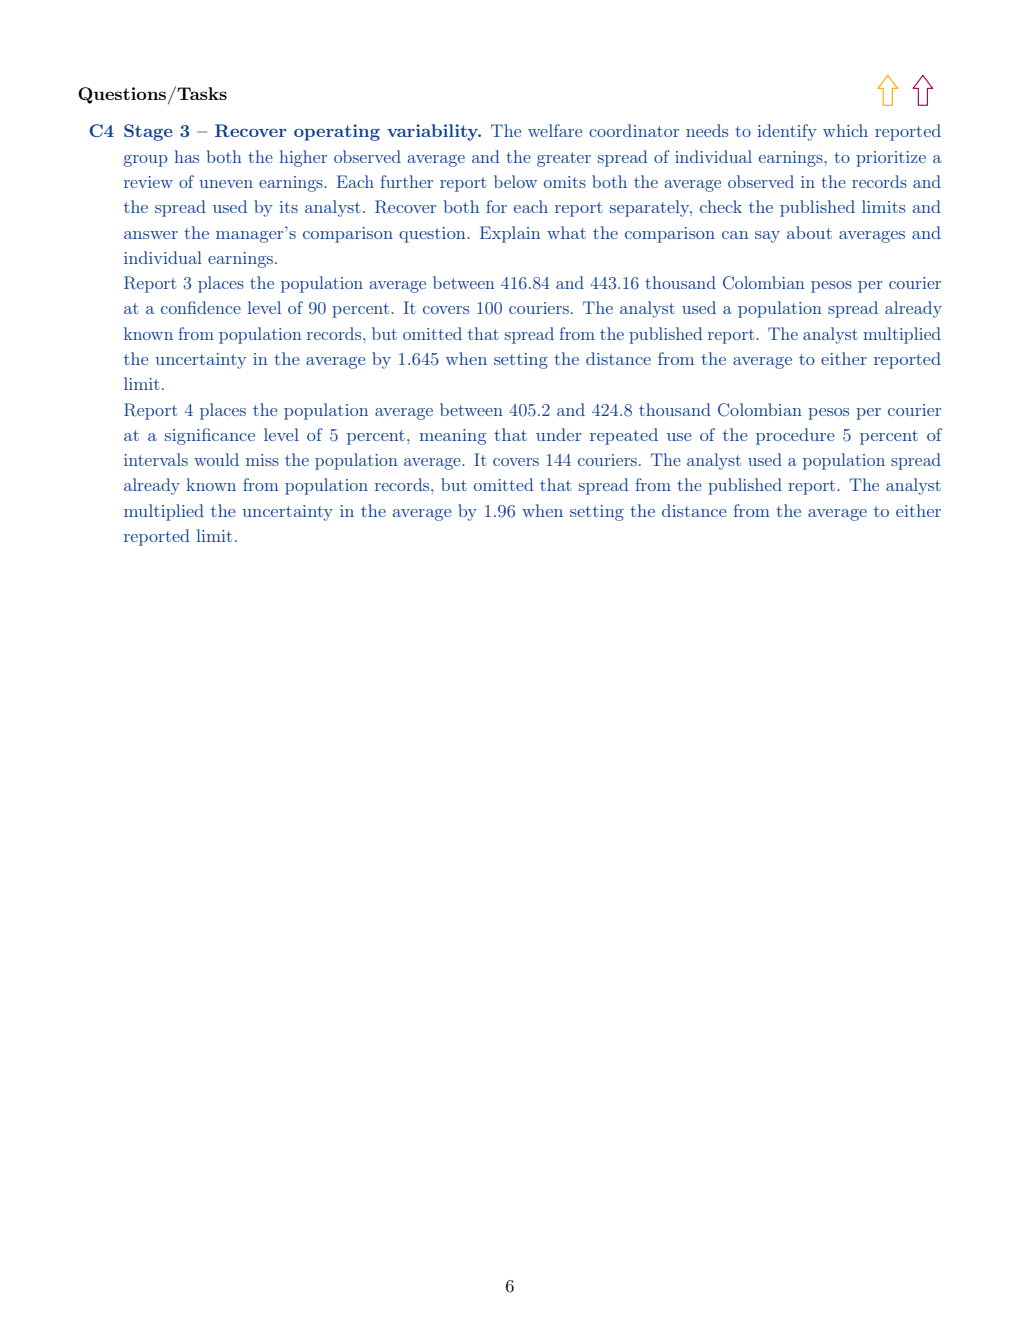 Questions/Tasks
C4 Stage 3 – Recover operating variability. The welfare coordinator needs to identify which reported
group has both the higher observed average and the greater spread of individual earnings, to prioritize a
review of uneven earnings. Each further report below omits both the average observed in the records and
the spread used by its analyst. Recover both for each report separately, check the published limits and
answer the manager's comparison question. Explain what the comparison can say about averages and
individual earnings.
Report 3 places the population average between 416.84 and 443.16 thousand Colombian pesos per courier
at a confidence level of 90 percent. It covers 100 couriers. The analyst used a population spread already
known from population records, but omitted that spread from the published report. The analyst multiplied
the uncertainty in the average by 1.645 when setting the distance from the average to either reported
limit.
Report 4 places the population average between 405.2 and 424.8 thousand Colombian pesos per courier
at a significance level of 5 percent, meaning that under repeated use of the procedure 5 percent of
intervals would miss the population average. It covers 144 couriers. The analyst used a population spread
already known from population records, but omitted that spread from the published report. The analyst
multiplied the uncertainty in the average by 1.96 when setting the distance from the average to either
reported limit.
6